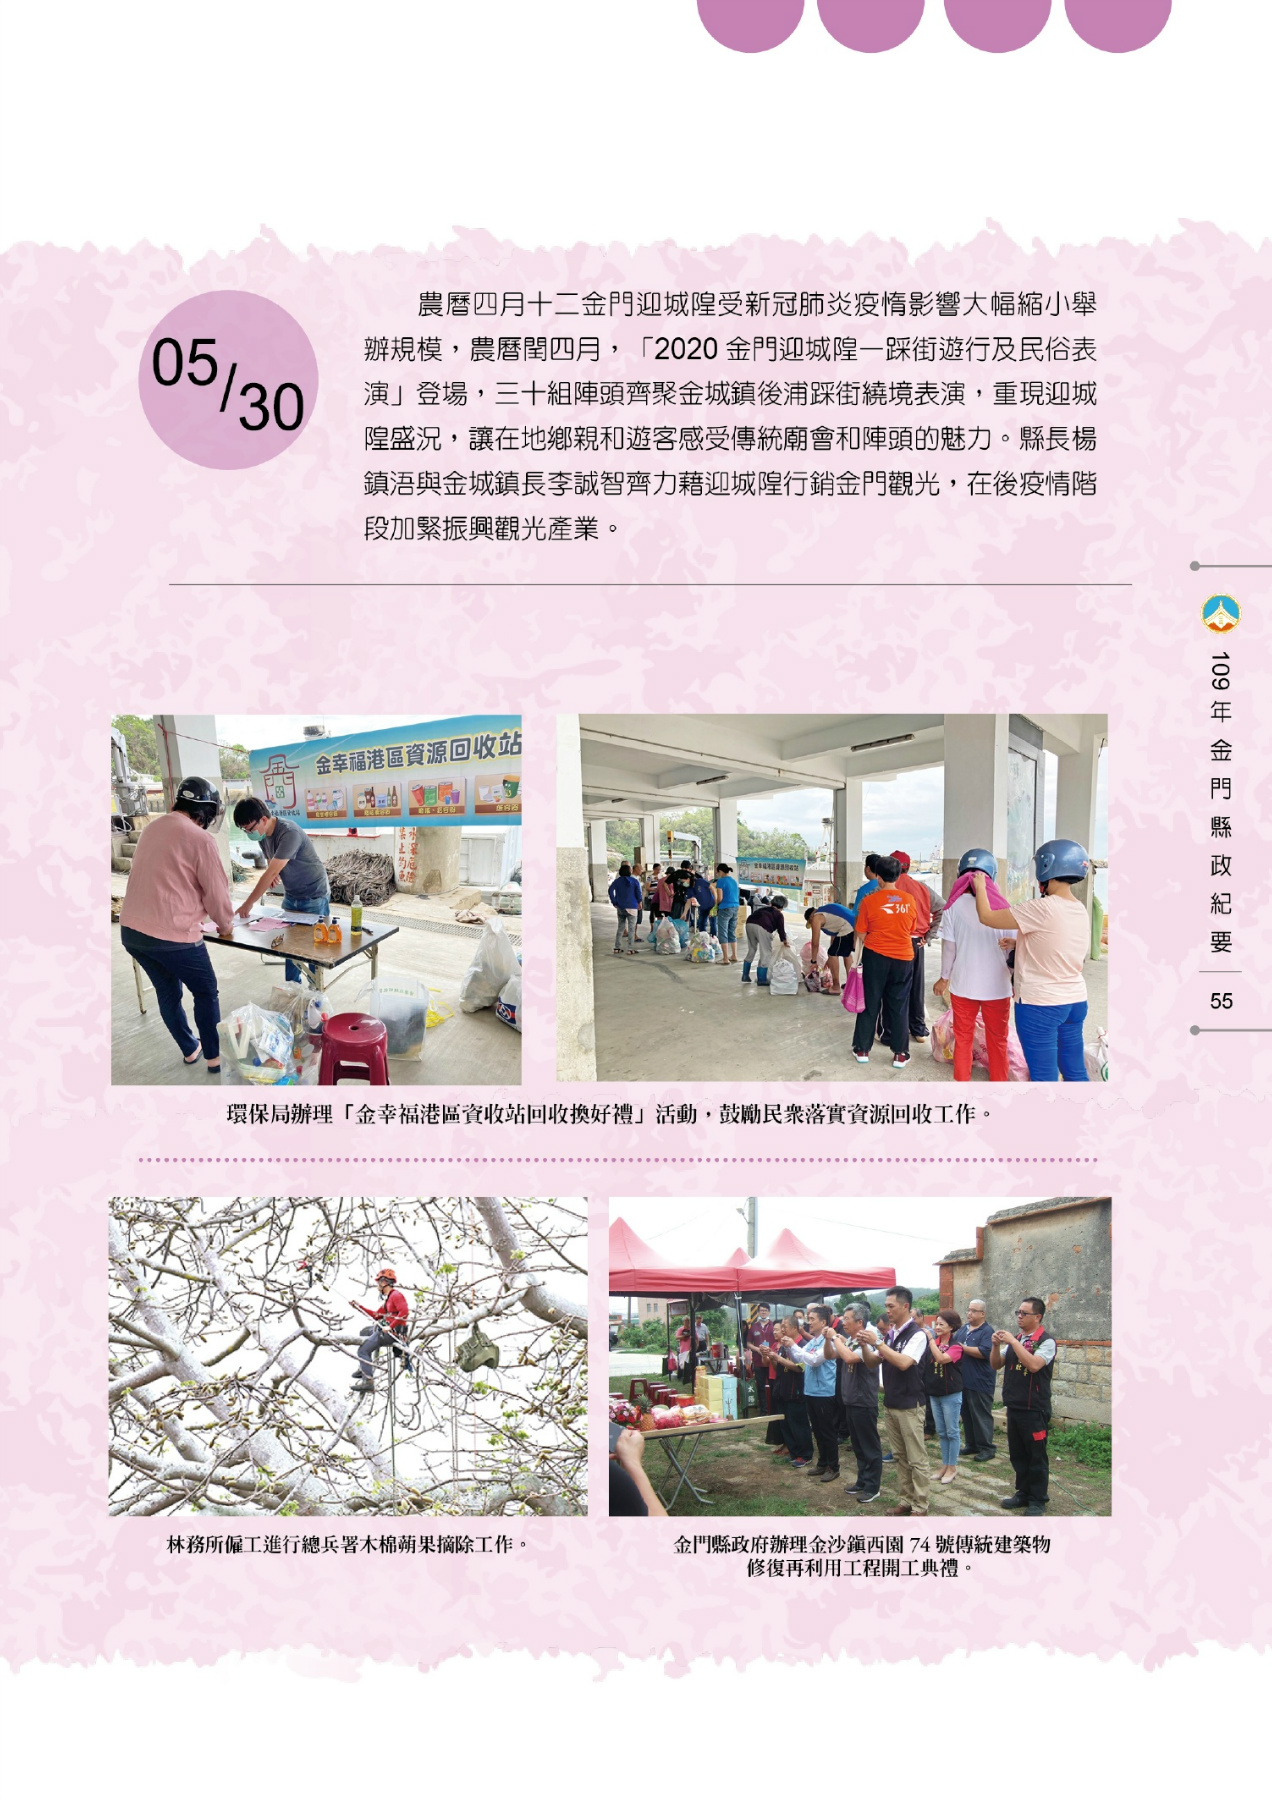 05/30
農曆四月十二金門迎城隍受新冠肺炎疫情影響大幅縮小舉
辦規模，農曆閏四月，「2020 金門迎城隍—踩街遊行及民俗表
演」登場，三十組陣頭齊聚金城鎮後浦踩街繞境表演，重現迎城
隍盛況，讓在地鄉親和遊客感受傳統廟會和陣頭的魅力。縣長楊
鎮浯與金城鎮長李誠智齊力藉迎城隍行銷金門觀光，在後疫情階
段加緊振興觀光產業。
109 年金門縣政紀要
55
金幸福港區資源回收站
361°
環保局辦理「金幸福港區資收站回收換好禮」活動，鼓勵民眾落實資源回收工作。
林務所僱工進行總兵署木棉蒴果摘除工作。
金門縣政府辦理金沙鎮西園 74 號傳統建築物
修復再利用工程開工典禮。